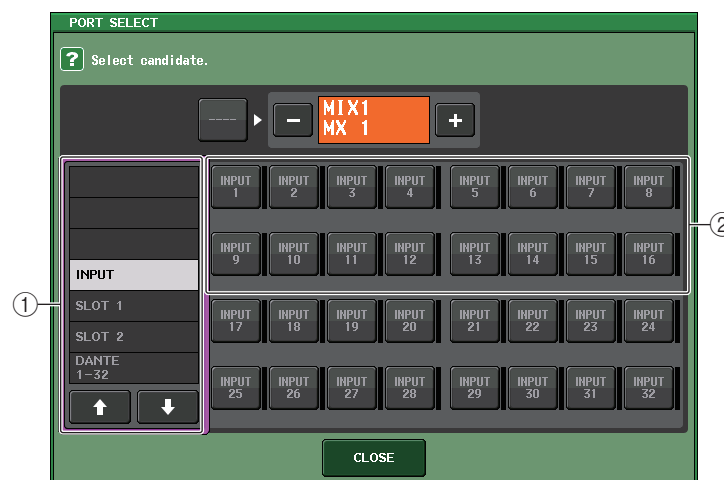 PORT SELECT
? Select candidate.
----
−
MIX1
MX 1
+
INPUT
SLOT 1
SLOT 2
DANTE
1-32
INPUT 1 INPUT 2 INPUT 3 INPUT 4 INPUT 5 INPUT 6 INPUT 7 INPUT 8
INPUT 9 INPUT 10 INPUT 11 INPUT 12 INPUT 13 INPUT 14 INPUT 15 INPUT 16
INPUT 17 INPUT 18 INPUT 19 INPUT 20 INPUT 21 INPUT 22 INPUT 23 INPUT 24
INPUT 25 INPUT 26 INPUT 27 INPUT 28 INPUT 29 INPUT 30 INPUT 31 INPUT 32
①
②
CLOSE